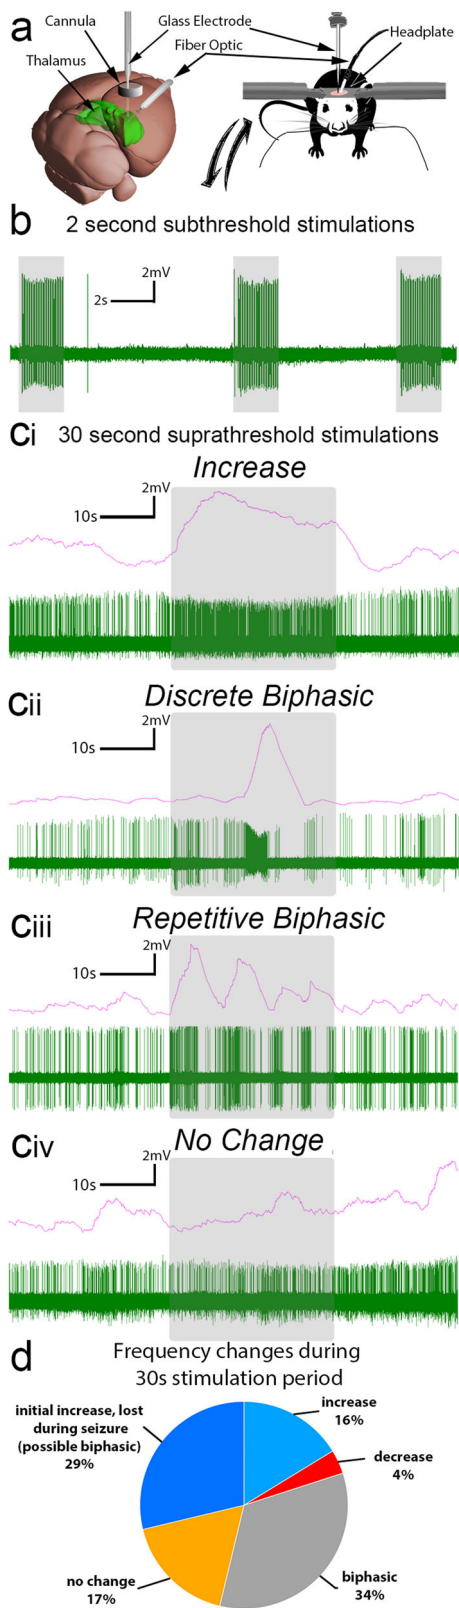 a
Cannula
Glass Electrode
Fiber Optic
Headplate
Thalamus
b
2 second subthreshold stimulations
2mV
2s
ci
30 second suprathreshold stimulations
Increase
2mV
10s
cii
Discrete Biphasic
2mV
10s
ciii
Repetitive Biphasic
2mV
10s
civ
No Change
2mV
10s
d
Frequency changes during
30s stimulation period
initial increase, lost
during seizure
(possible biphasic)
29%
increase
16%
decrease
4%
no change
17%
biphasic
34%